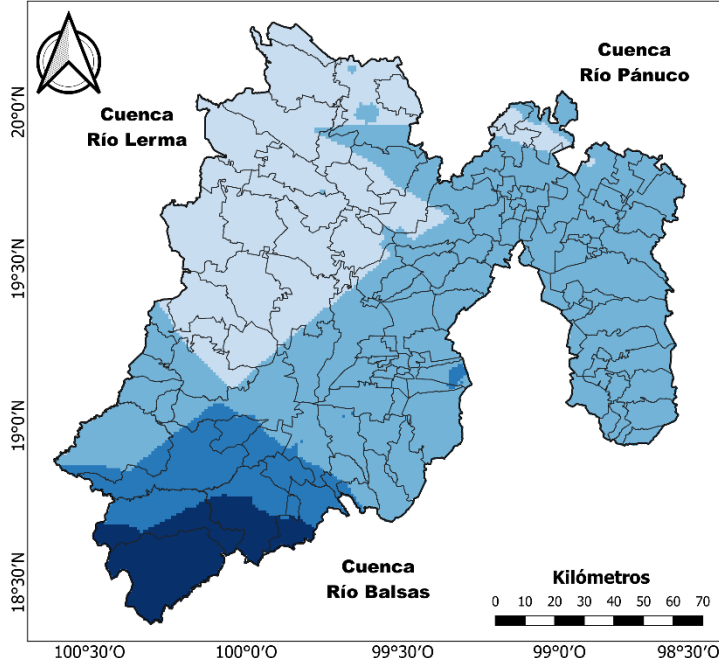 Cuenca
Río Pánuco
Cuenca
Río Lerma
20°0'N
19°30'N
19°0'N
18°30'N
Cuenca
Río Balsas
Kilómetros
0 10 20 30 40 50 60 70
100°30'O 100°0'O 99°30'O 99°0'O 98°30'O